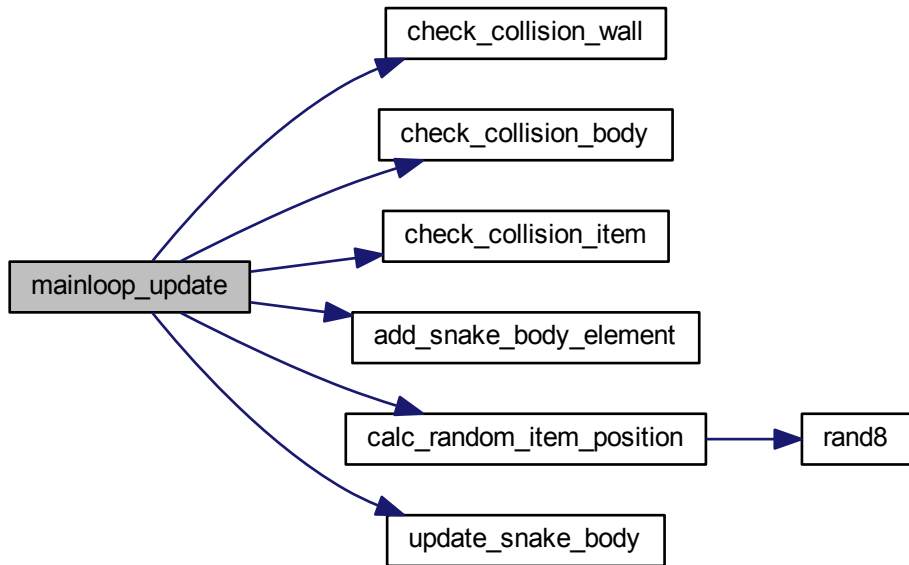 check_collision_wall
check_collision_body
check_collision_item
mainloop_update
add_snake_body_element
calc_random_item_position
rand8
update_snake_body